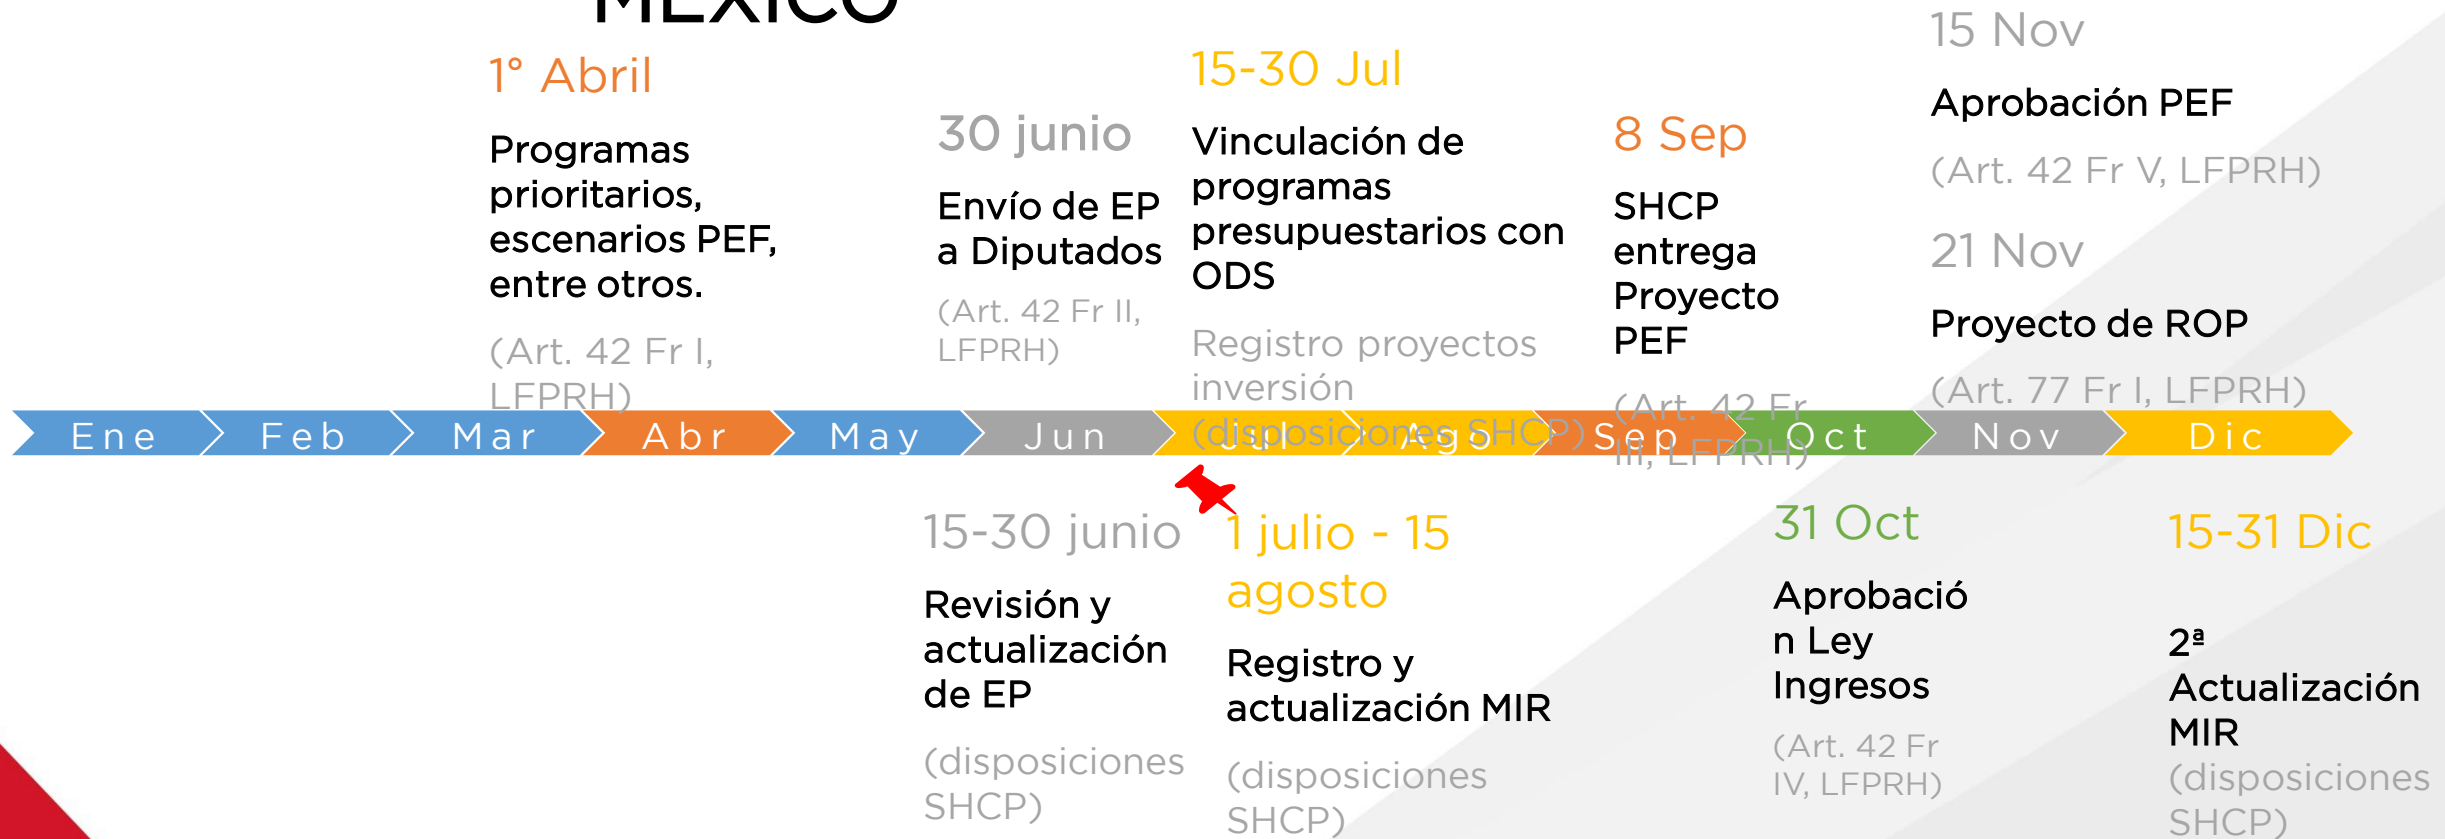 MÉXICO
1° Abril
Programas
prioritarios,
escenarios PEF,
entre otros.
(Art. 42 Fr I,
LFPRH)
30 junio
Envío de EP
a Diputados
(Art. 42 Fr II,
LFPRH)
15-30 Jul
Vinculación de
programas
presupuestarios con
ODS
Registro proyectos
inversión
(disposiciones SHCP)
8 Sep
SHCP
entrega
Proyecto
PEF
(Art. 42 Fr
III, LFPRH)
15 Nov
Aprobación PEF
(Art. 42 Fr V, LFPRH)
21 Nov
Proyecto de ROP
(Art. 77 Fr I, LFPRH)
Ene Feb Mar Abr May Jun Jul Ago Sep Oct Nov Dic
15-30 junio
Revisión y
actualización
de EP
(disposiciones
SHCP)
1 julio - 15
agosto
Registro y
actualización MIR
(disposiciones
SHCP)
31 Oct
Aprobació
n Ley
Ingresos
(Art. 42 Fr
IV, LFPRH)
15-31 Dic
2ª
Actualización
MIR
(disposiciones
SHCP)